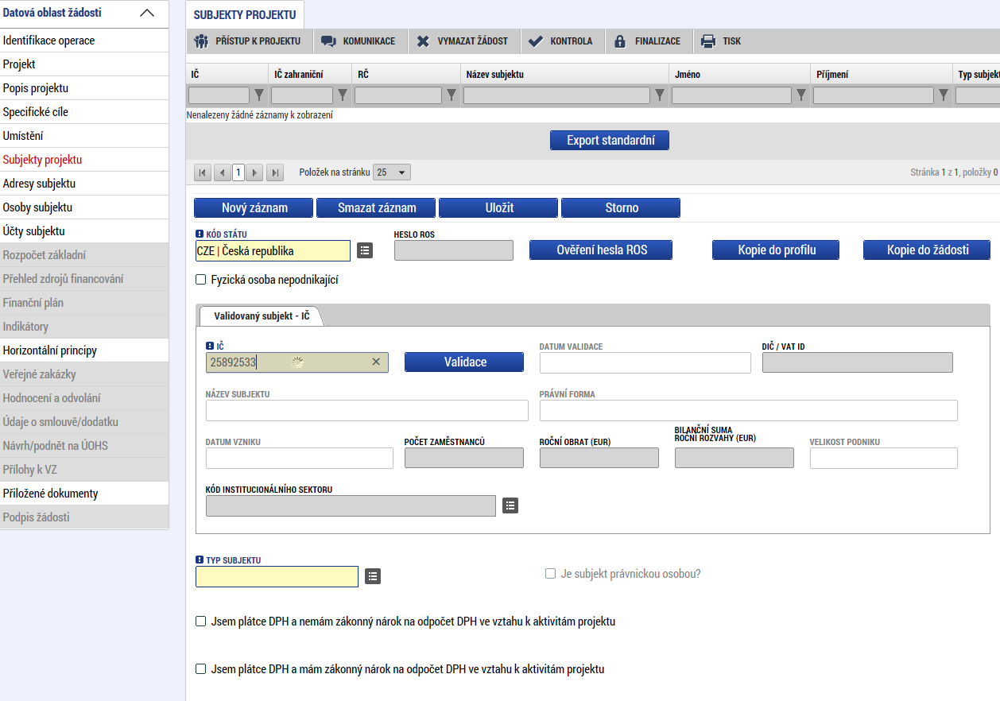 Datová oblast žádosti
Identifikace operace
Projekt
Popis projektu
Specifické cíle
Umístění
Subjekty projektu
Adresy subjektu
Osoby subjektu
Účty subjektu
Rozpočet základní
Přehled zdrojů financování
Finanční plán
Indikátory
Horizontální principy
Veřejné zakázky
Hodnocení a odvolání
Údaje o smlouvě/dodatku
Návrh/podnět na ÚOHS
Přílohy k VZ
Přiložené dokumenty
Podpis žádosti
SUBJEKTY PROJEKTU
PŘÍSTUP K PROJEKTU KOMUNIKACE VYMAZAT ŽÁDOST KONTROLA FINALIZACE TISK
IČ IČ zahraniční RČ Název subjektu Jméno Příjmení Typ subjekt
Nenalezeny žádné záznamy k zobrazení
Export standardní
1 Položek na stránku 25 Stránka 1 z 1, položky 0
Nový záznam Smazat záznam Uložit Storno
KÓD STÁTU HESLO ROS
CZE | Česká republika Ověření hesla ROS Kopie do profilu Kopie do žádosti
Fyzická osoba nepodnikající
Validovaný subjekt - IČ
IČ DATUM VALIDACE DIČ / VAT ID
25892533 Validace
NÁZEV SUBJEKTU PRÁVNÍ FORMA
DATUM VZNIKU POČET ZAMĚSTNANCŮ ROČNÍ OBRAT (EUR) BILANČNÍ SUMA
ROČNÍ ROZVAHY (EUR) VELIKOST PODNIKU
KÓD INSTITUCIONÁLNÍHO SEKTORU
TYP SUBJEKTU
Je subjekt právnickou osobou?
Jsem plátce DPH a nemám zákonný nárok na odpočet DPH ve vztahu k aktivitám projektu
Jsem plátce DPH a mám zákonný nárok na odpočet DPH ve vztahu k aktivitám projektu